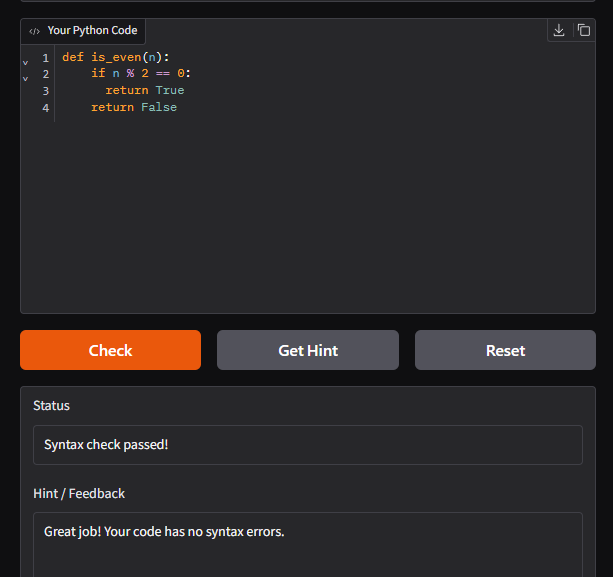 </> Your Python Code
1 def is_even(n):
2     if n % 2 == 0:
3       return True
4     return False
Check
Get Hint
Reset
Status
Syntax check passed!
Hint / Feedback
Great job! Your code has no syntax errors.